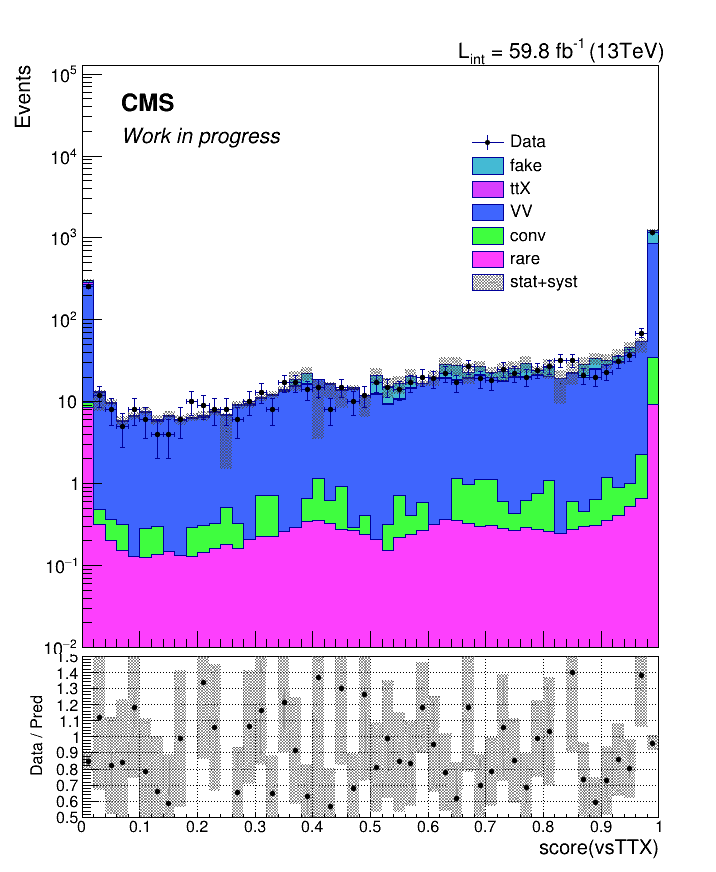 L_int = 59.8 fb^-1 (13TeV)
Events
CMS
Work in progress
10^5
10^4
10^3
10^2
10
1
10^−1
10^−2
Data
fake
ttX
VV
conv
rare
stat+syst
Data / Pred
1.5
1.4
1.3
1.2
1.1
1
0.9
0.8
0.7
0.6
0.5
0 0.1 0.2 0.3 0.4 0.5 0.6 0.7 0.8 0.9 1
score(vsTTX)